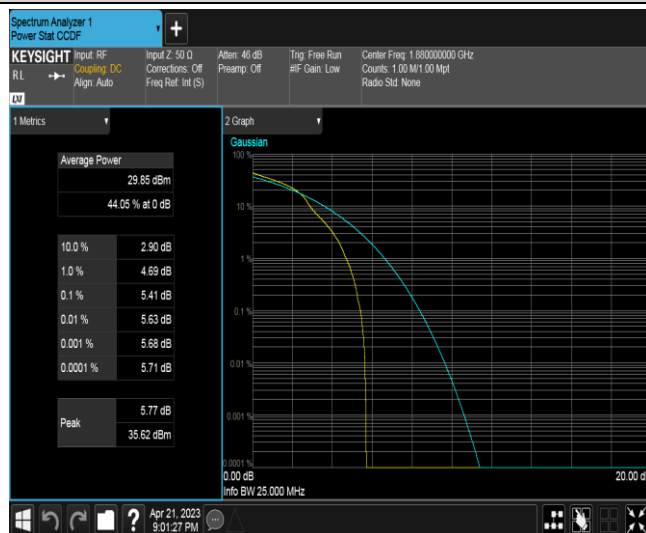 Spectrum Analyzer 1
Power Stat CCDF
+
KEYSIGHT
RL
LXI
Input: RF
Coupling: DC
Align: Auto
Input Z: 50 Ω
Corrections: Off
Freq Ref: Int (S)
Atten: 46 dB
Preamp: Off
Trig: Free Run
#IF Gain: Low
Center Freq: 1.880000000 GHz
Counts: 1.00 M/1.00 Mpt
Radio Std: None
1 Metrics
Average Power
29.85 dBm
44.05 % at 0 dB
10.0 % 2.90 dB
1.0 % 4.69 dB
0.1 % 5.41 dB
0.01 % 5.63 dB
0.001 % 5.68 dB
0.0001 % 5.71 dB
Peak
5.77 dB
35.62 dBm
2 Graph
Gaussian
100 %
10 %
1 %
0.1 %
0.01 %
0.001 %
0.0001 %
0.00 dB
20.00 d
Info BW 25.000 MHz
?
Apr 21, 2023
9:01:27 PM